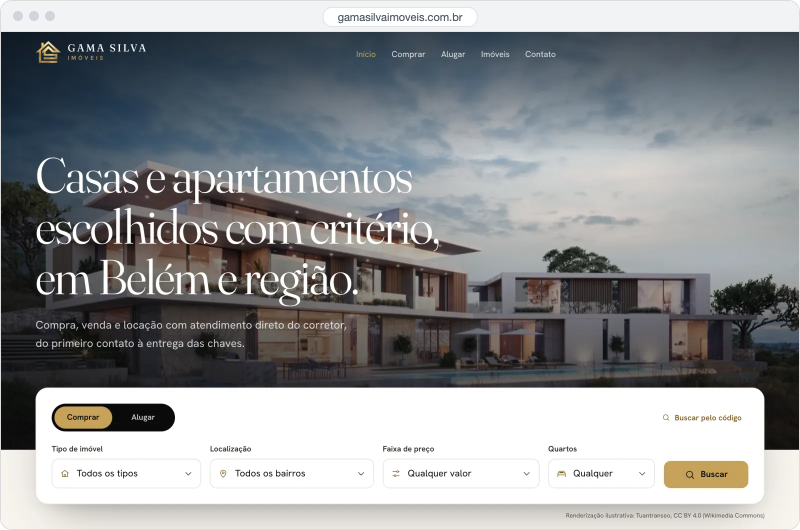 gamasilvaimoveis.com.br
GAMA SILVA
IMÓVEIS
Início Comprar Alugar Imóveis Contato
Casas e apartamentos
escolhidos com critério,
em Belém e região.
Compra, venda e locação com atendimento direto do corretor,
do primeiro contato à entrega das chaves.
Comprar Alugar Buscar pelo código
Tipo de imóvel Localização Faixa de preço Quartos
Todos os tipos Todos os bairros Qualquer valor Qualquer Buscar
Renderização ilustrativa: Tuantranseo, CC BY 4.0 (Wikimedia Commons)